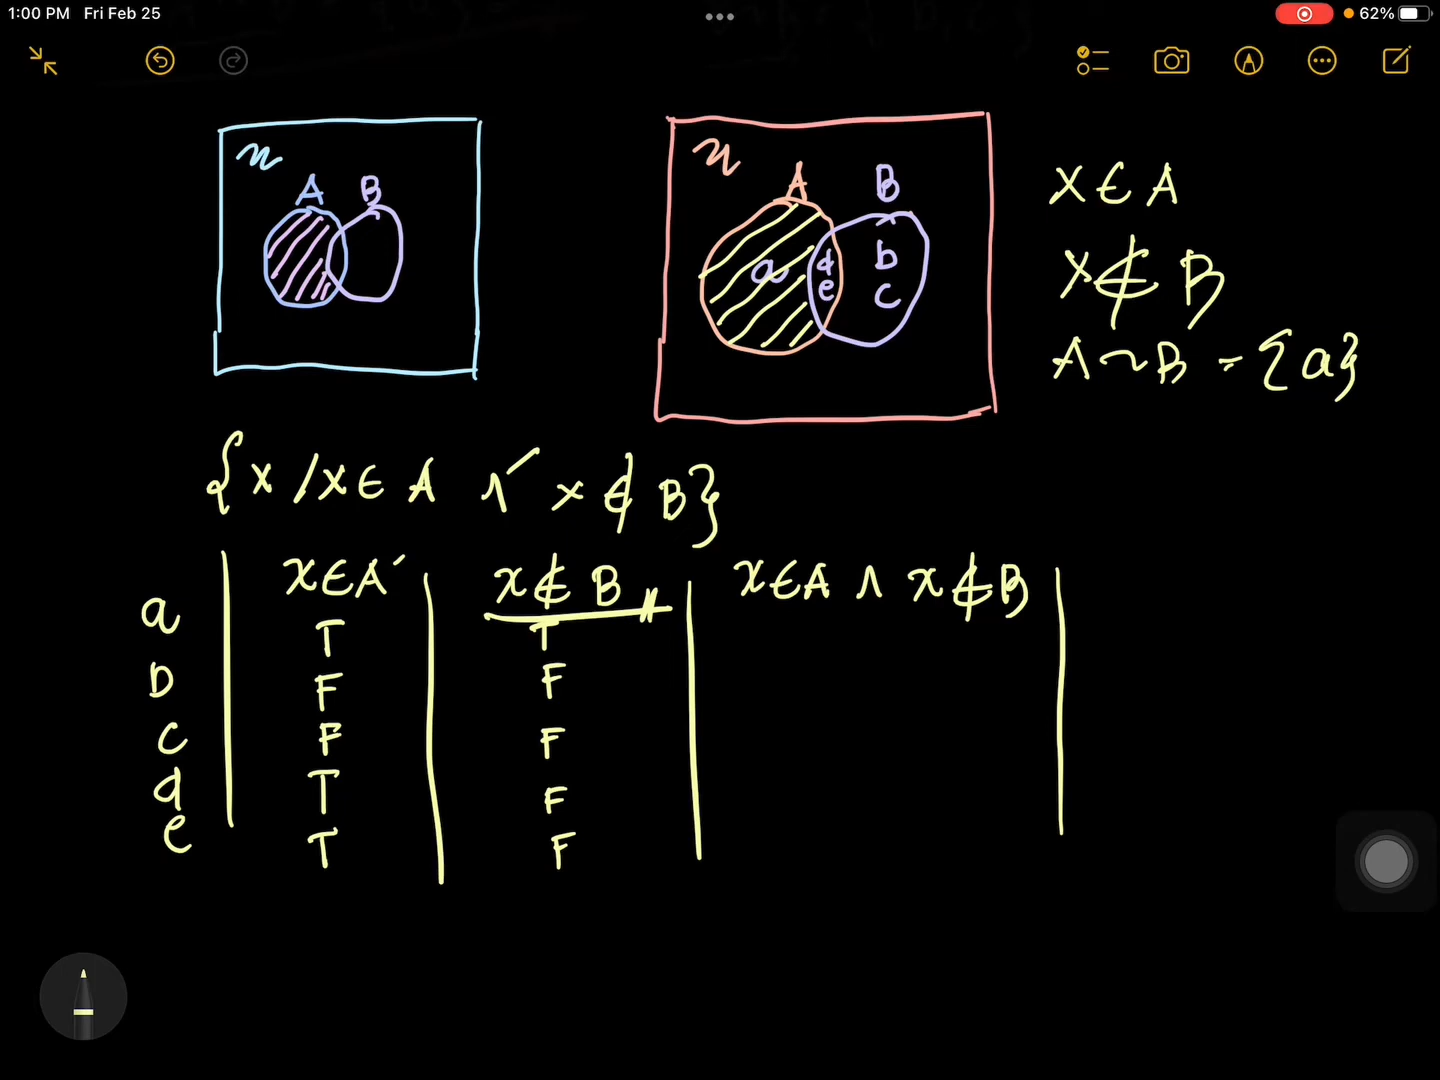 1:00 PM Fri Feb 25
62%
A B
A B
a d e b c
x ∈ A
x ∉ B
A ~ B = {a}
{x / x ∈ A ∧ x ∉ B}
x ∈ A x ∉ B x ∈ A ∧ x ∉ B
a T T
b F F
c F F
d T F
e T F